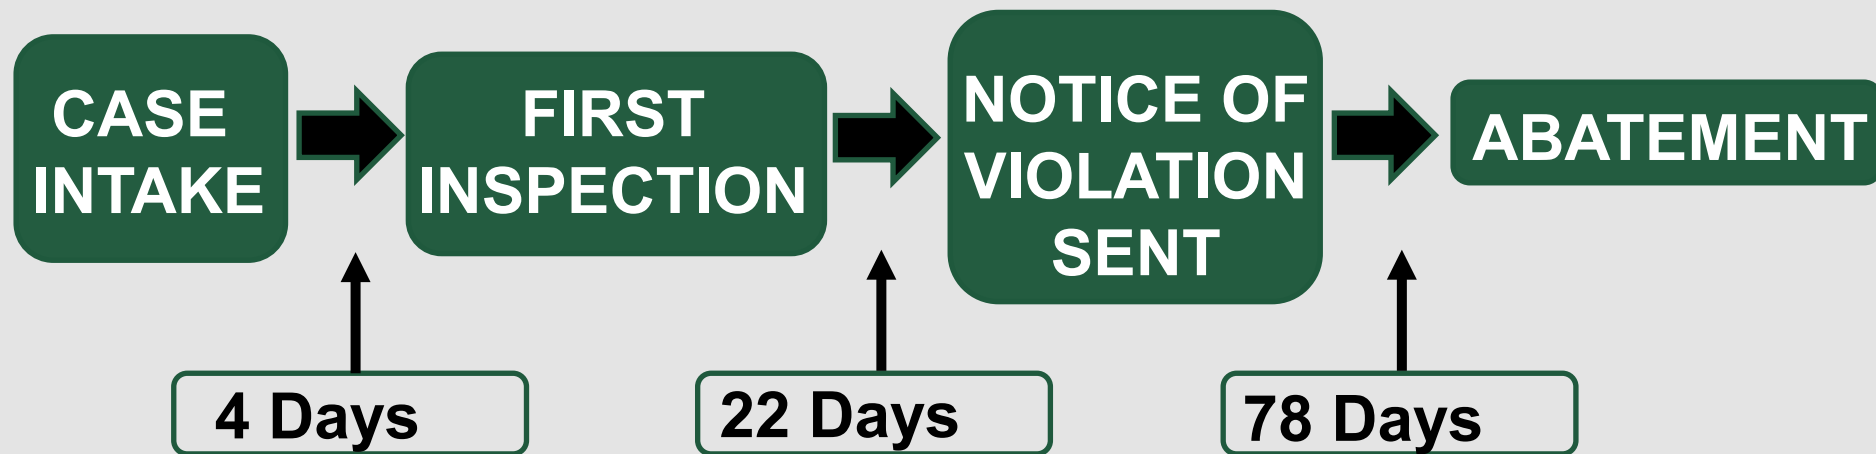 CASE
INTAKE
FIRST
INSPECTION
NOTICE OF
VIOLATION
SENT
ABATEMENT
4 Days
22 Days
78 Days